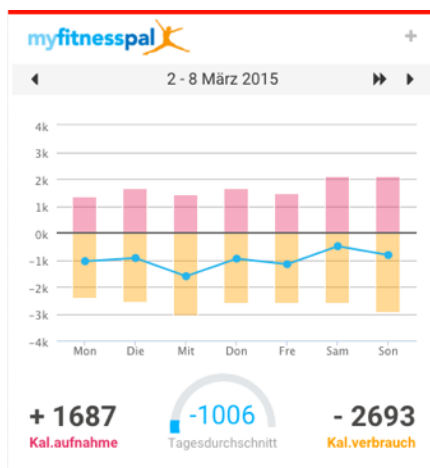 myfitnesspal
+
2 - 8 März 2015
4k
3k
2k
1k
0k
-1k
-2k
-3k
-4k
Mon Die Mit Don Fre Sam Son
+ 1687 -1006 - 2693
Kal.aufnahme Tagesdurchschnitt Kal.verbrauch